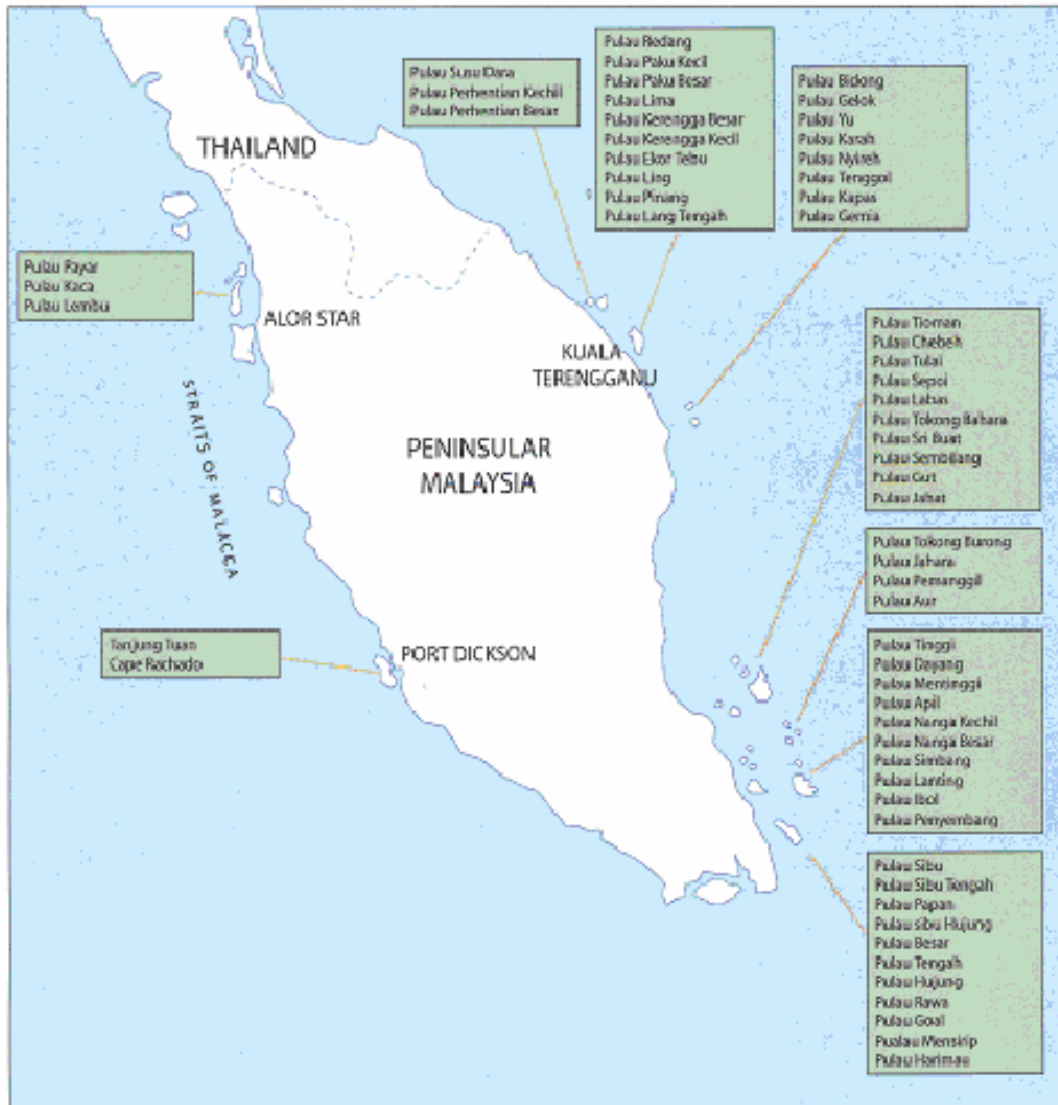 Pulau Susu Dara
Pulau Perhentian Kechil
Pulau Perhentian Besar
Pulau Redang
Pulau Paku Kecil
Pulau Paku Besar
Pulau Lima
Pulau Kerengga Besar
Pulau Kerengga Kecil
Pulau Ekor Tebu
Pulau Ling
Pulau Pinang
Pulau Lang Tengah
Pulau Bidong
Pulau Gelok
Pulau Yu
Pulau Karah
Pulau Nyireh
Pulau Tenggol
Pulau Kapas
Pulau Gemia
THAILAND
Pulau Payar
Pulau Kaca
Pulau Lembu
ALOR STAR
KUALA
TERENGGANU
Pulau Tioman
Pulau Chebeh
Pulau Tulai
Pulau Sepoi
Pulau Labas
Pulau Tokong Bahara
Pulau Sri Buat
Pulau Sembilang
Pulau Gut
Pulau Jahat
STRAITS OF MALACCA
PENINSULAR
MALAYSIA
Pulau Tokong Burong
Pulau Jahara
Pulau Pemanggil
Pulau Aur
Tanjung Tuan
Cape Rachado
PORT DICKSON
Pulau Tinggi
Pulau Dayang
Pulau Mentinggi
Pulau Apil
Pulau Nanga Kechil
Pulau Nanga Besar
Pulau Simbang
Pulau Lanting
Pulau Ibol
Pulau Penyembang
Pulau Sibu
Pulau Sibu Tengah
Pulau Papan
Pulau sibu Hujung
Pulau Besar
Pulau Tengah
Pulau Hujung
Pulau Rawa
Pulau Goal
Pualau Mensirip
Pulau Harimau